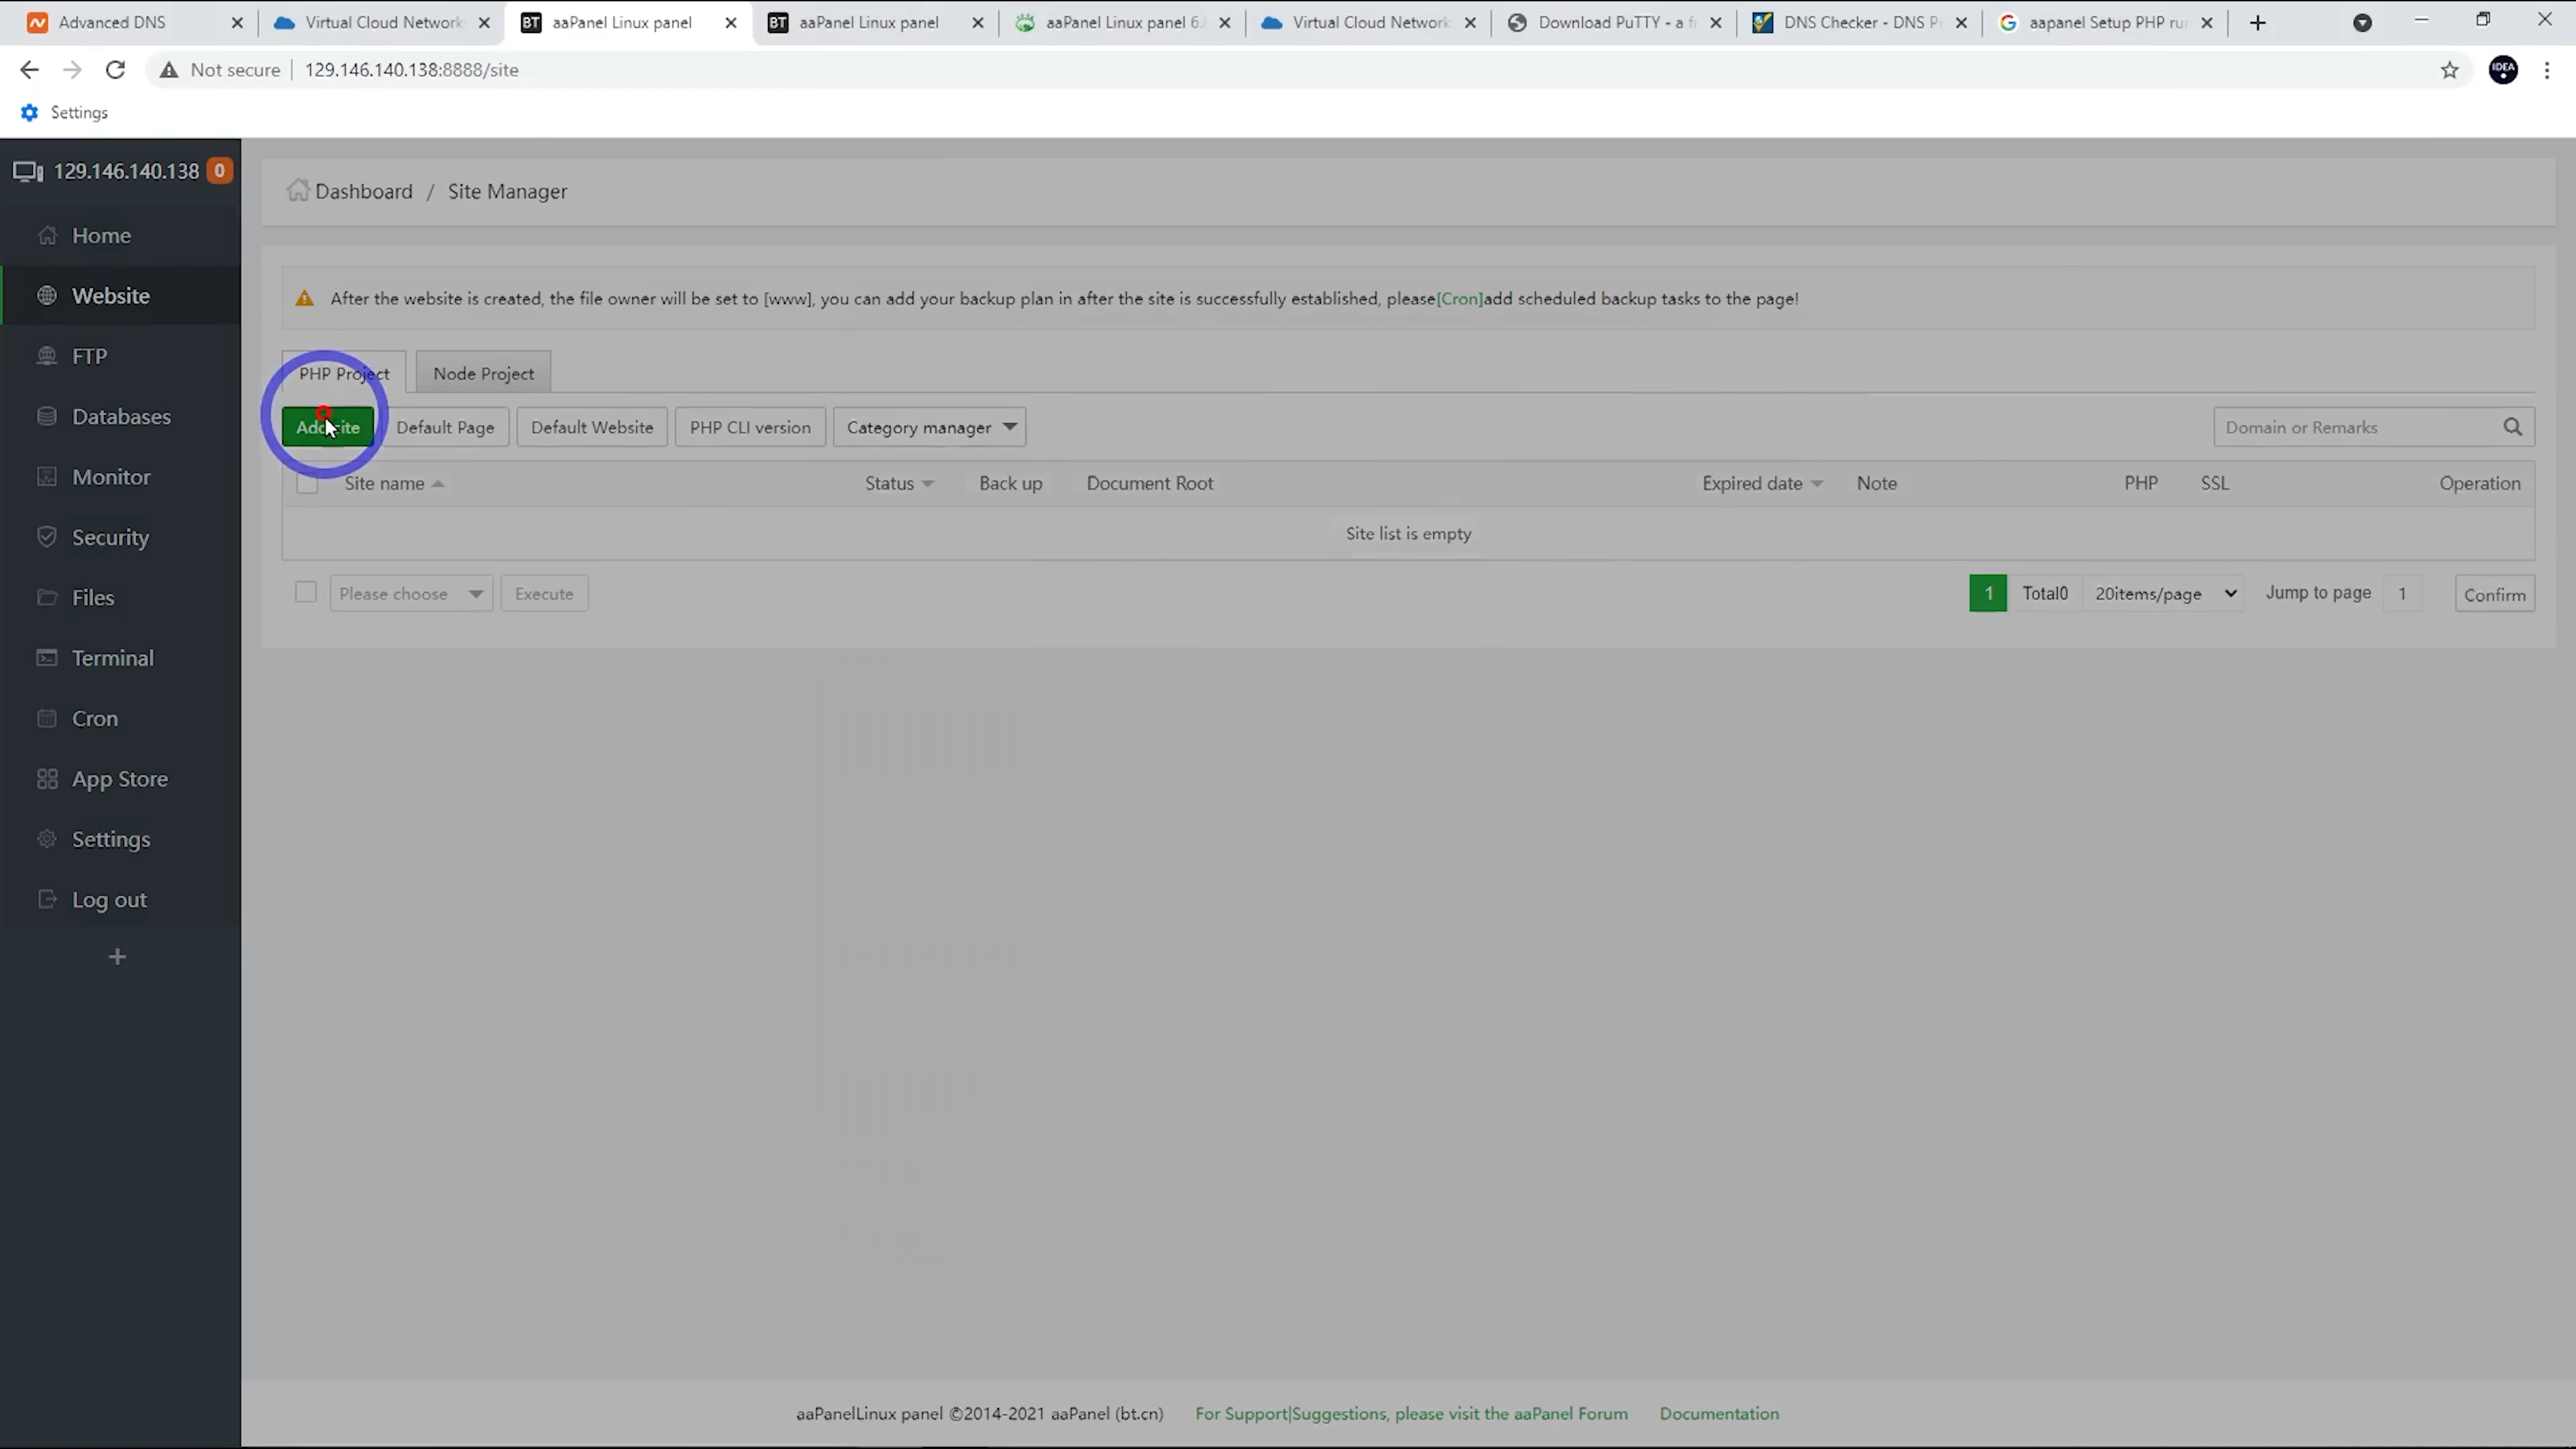 Advanced DNS
Virtual Cloud Network
BT aaPanel Linux panel
BT aaPanel Linux panel
aaPanel Linux panel 6.
Virtual Cloud Network
Download PuTTY - a f
DNS Checker - DNS P
aapanel Setup PHP ru
Not secure 129.146.140.138:8888/site
IDEA
Settings
129.146.140.138 0
Home
Website
FTP
Databases
Monitor
Security
Files
Terminal
Cron
App Store
Settings
Log out
+
Dashboard / Site Manager
After the website is created, the file owner will be set to [www], you can add your backup plan in after the site is successfully established, please[Cron]add scheduled backup tasks to the page!
PHP Project Node Project
Add site Default Page Default Website PHP CLI version Category manager Domain or Remarks
Site name Status Back up Document Root Expired date Note PHP SSL Operation
Site list is empty
Please choose Execute 1 Total0 20items/page Jump to page 1 Confirm
aaPanelLinux panel ©2014-2021 aaPanel (bt.cn) For Support|Suggestions, please visit the aaPanel Forum Documentation